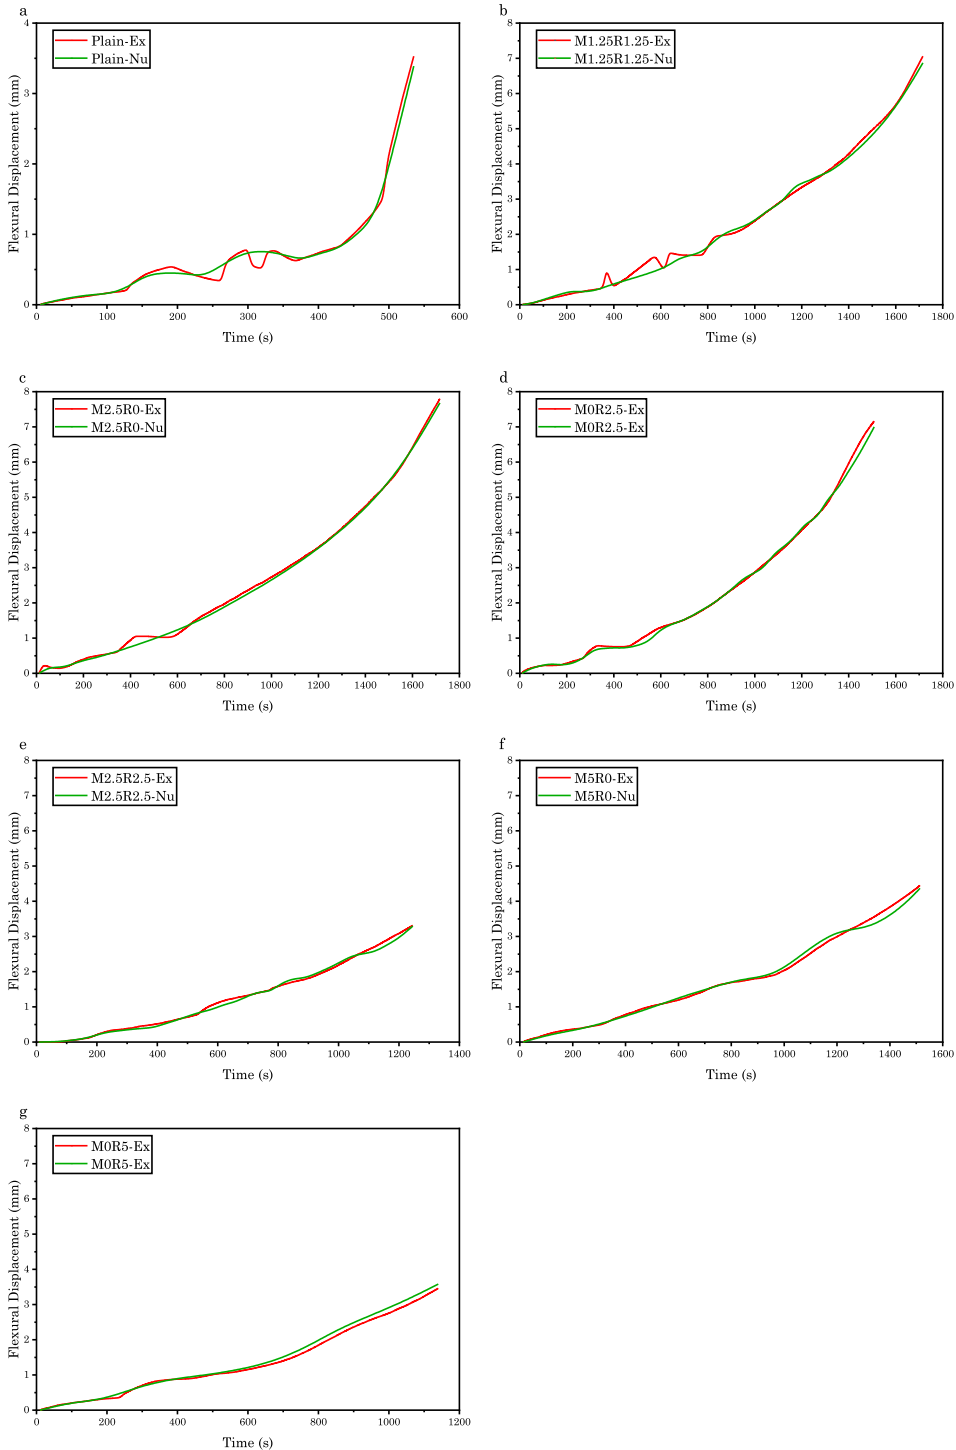 a
Plain-Ex
Plain-Nu
Flexural Displacement (mm)
4
3
2
1
0
0 100 200 300 400 500 600
Time (s)
b
M1.25R1.25-Ex
M1.25R1.25-Nu
Flexural Displacement (mm)
8
7
6
5
4
3
2
1
0
0 200 400 600 800 1000 1200 1400 1600 1800
Time (s)
c
M2.5R0-Ex
M2.5R0-Nu
Flexural Displacement (mm)
8
7
6
5
4
3
2
1
0
0 200 400 600 800 1000 1200 1400 1600 1800
Time (s)
d
M0R2.5-Ex
M0R2.5-Ex
Flexural Displacement (mm)
8
7
6
5
4
3
2
1
0
0 200 400 600 800 1000 1200 1400 1600 1800
Time (s)
e
M2.5R2.5-Ex
M2.5R2.5-Nu
Flexural Displacement (mm)
8
7
6
5
4
3
2
1
0
0 200 400 600 800 1000 1200 1400
Time (s)
f
M5R0-Ex
M5R0-Nu
Flexural Displacement (mm)
8
7
6
5
4
3
2
1
0
0 200 400 600 800 1000 1200 1400 1600
Time (s)
g
M0R5-Ex
M0R5-Ex
Flexural Displacement (mm)
8
7
6
5
4
3
2
1
0
0 200 400 600 800 1000 1200
Time (s)